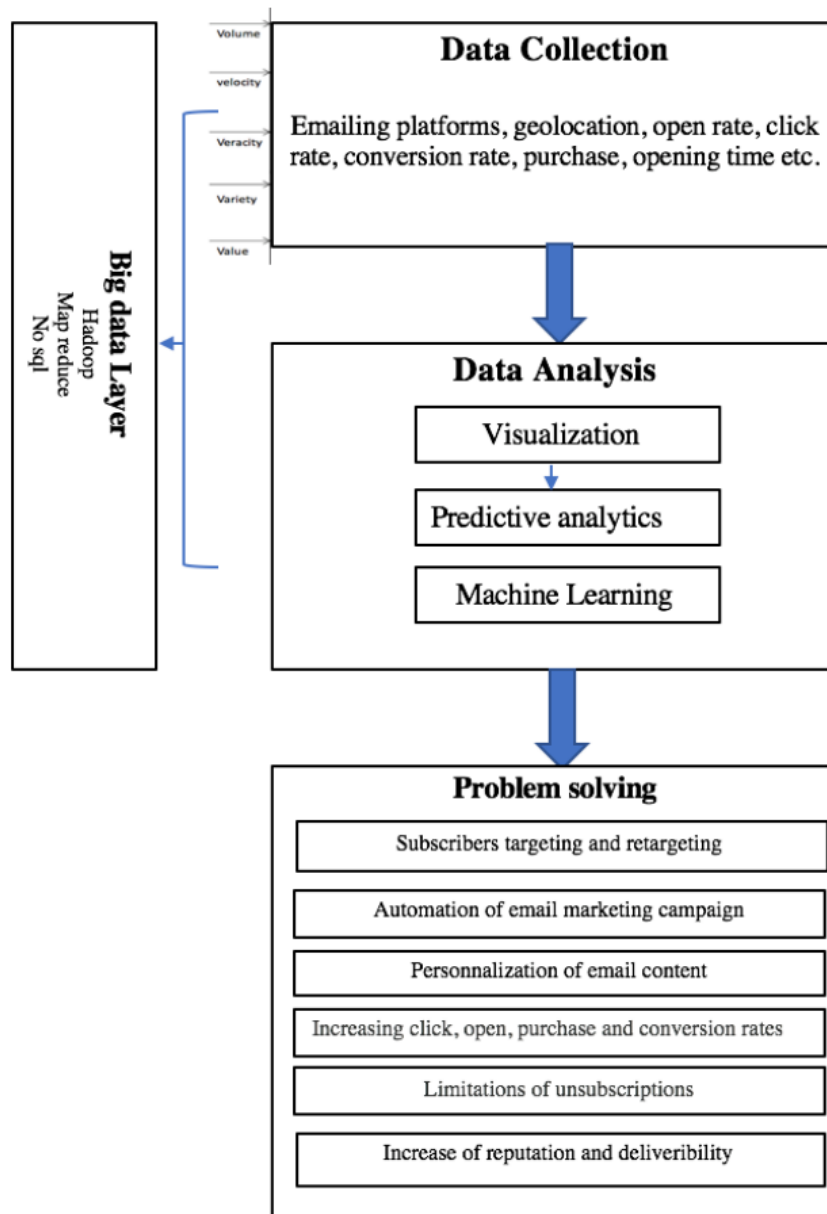 Volume
velocity
Veracity
Variety
Value
Big data Layer
Hadoop
Map reduce
No sql
Data Collection
Emailing platforms, geolocation, open rate, click
rate, conversion rate, purchase, opening time etc.
Data Analysis
Visualization
Predictive analytics
Machine Learning
Problem solving
Subscribers targeting and retargeting
Automation of email marketing campaign
Personnalization of email content
Increasing click, open, purchase and conversion rates
Limitations of unsubscriptions
Increase of reputation and deliveribility